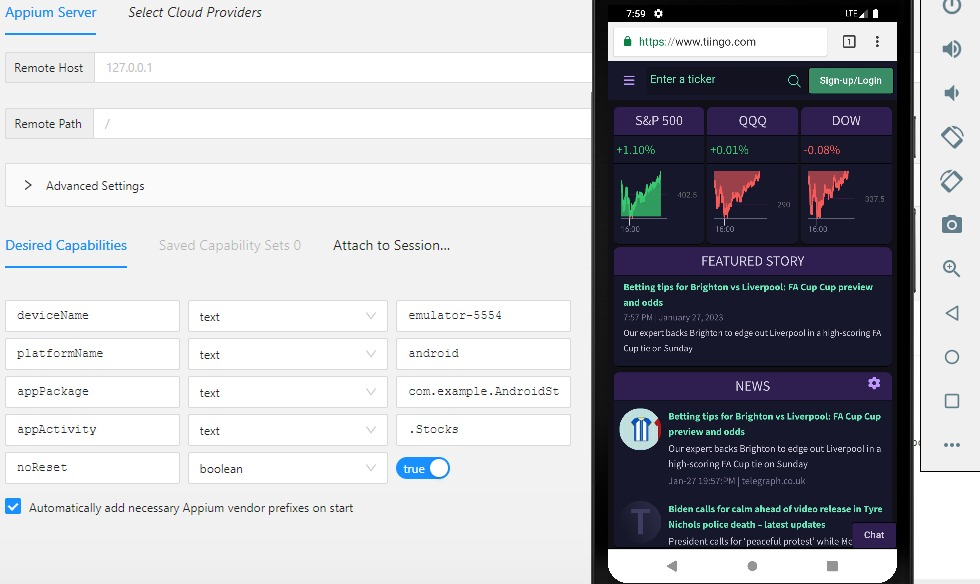 Appium Server
Select Cloud Providers
Remote Host
127.0.0.1
Remote Path
/
Advanced Settings
Desired Capabilities
Saved Capability Sets 0
Attach to Session...
deviceName
text
emulator-5554
platformName
text
android
appPackage
text
com.example.AndroidSt
appActivity
text
.Stocks
noReset
boolean
true
Automatically add necessary Appium vendor prefixes on start
7:59
LTE
https://www.tiingo.com
1
Enter a ticker
Sign-up/Login
S&P 500
QQQ
DOW
+1.10%
+0.01%
-0.08%
402.5
290
337.5
16:00
16:00
16:00
FEATURED STORY
Betting tips for Brighton vs Liverpool: FA Cup Cup preview
and odds
7:57 PM | January 27, 2023
Our expert backs Brighton to edge out Liverpool in a high-scoring FA
Cup tie on Sunday
NEWS
Betting tips for Brighton vs Liverpool: FA Cup Cup
preview and odds
Our expert backs Brighton to edge out Liverpool in a
high-scoring FA Cup tie on Sunday
Jan-27 19:57:PM | telegraph.co.uk
T
Biden calls for calm ahead of video release in Tyre
Nichols police death – latest updates
President calls for ‘peaceful protest’ while
Chat